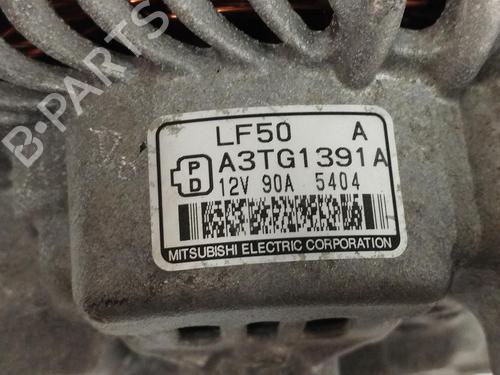 B-PARTS
LF50 A
P D A3TG1391A
12V 90A 5404
MITSUBISHI ELECTRIC CORPORATION